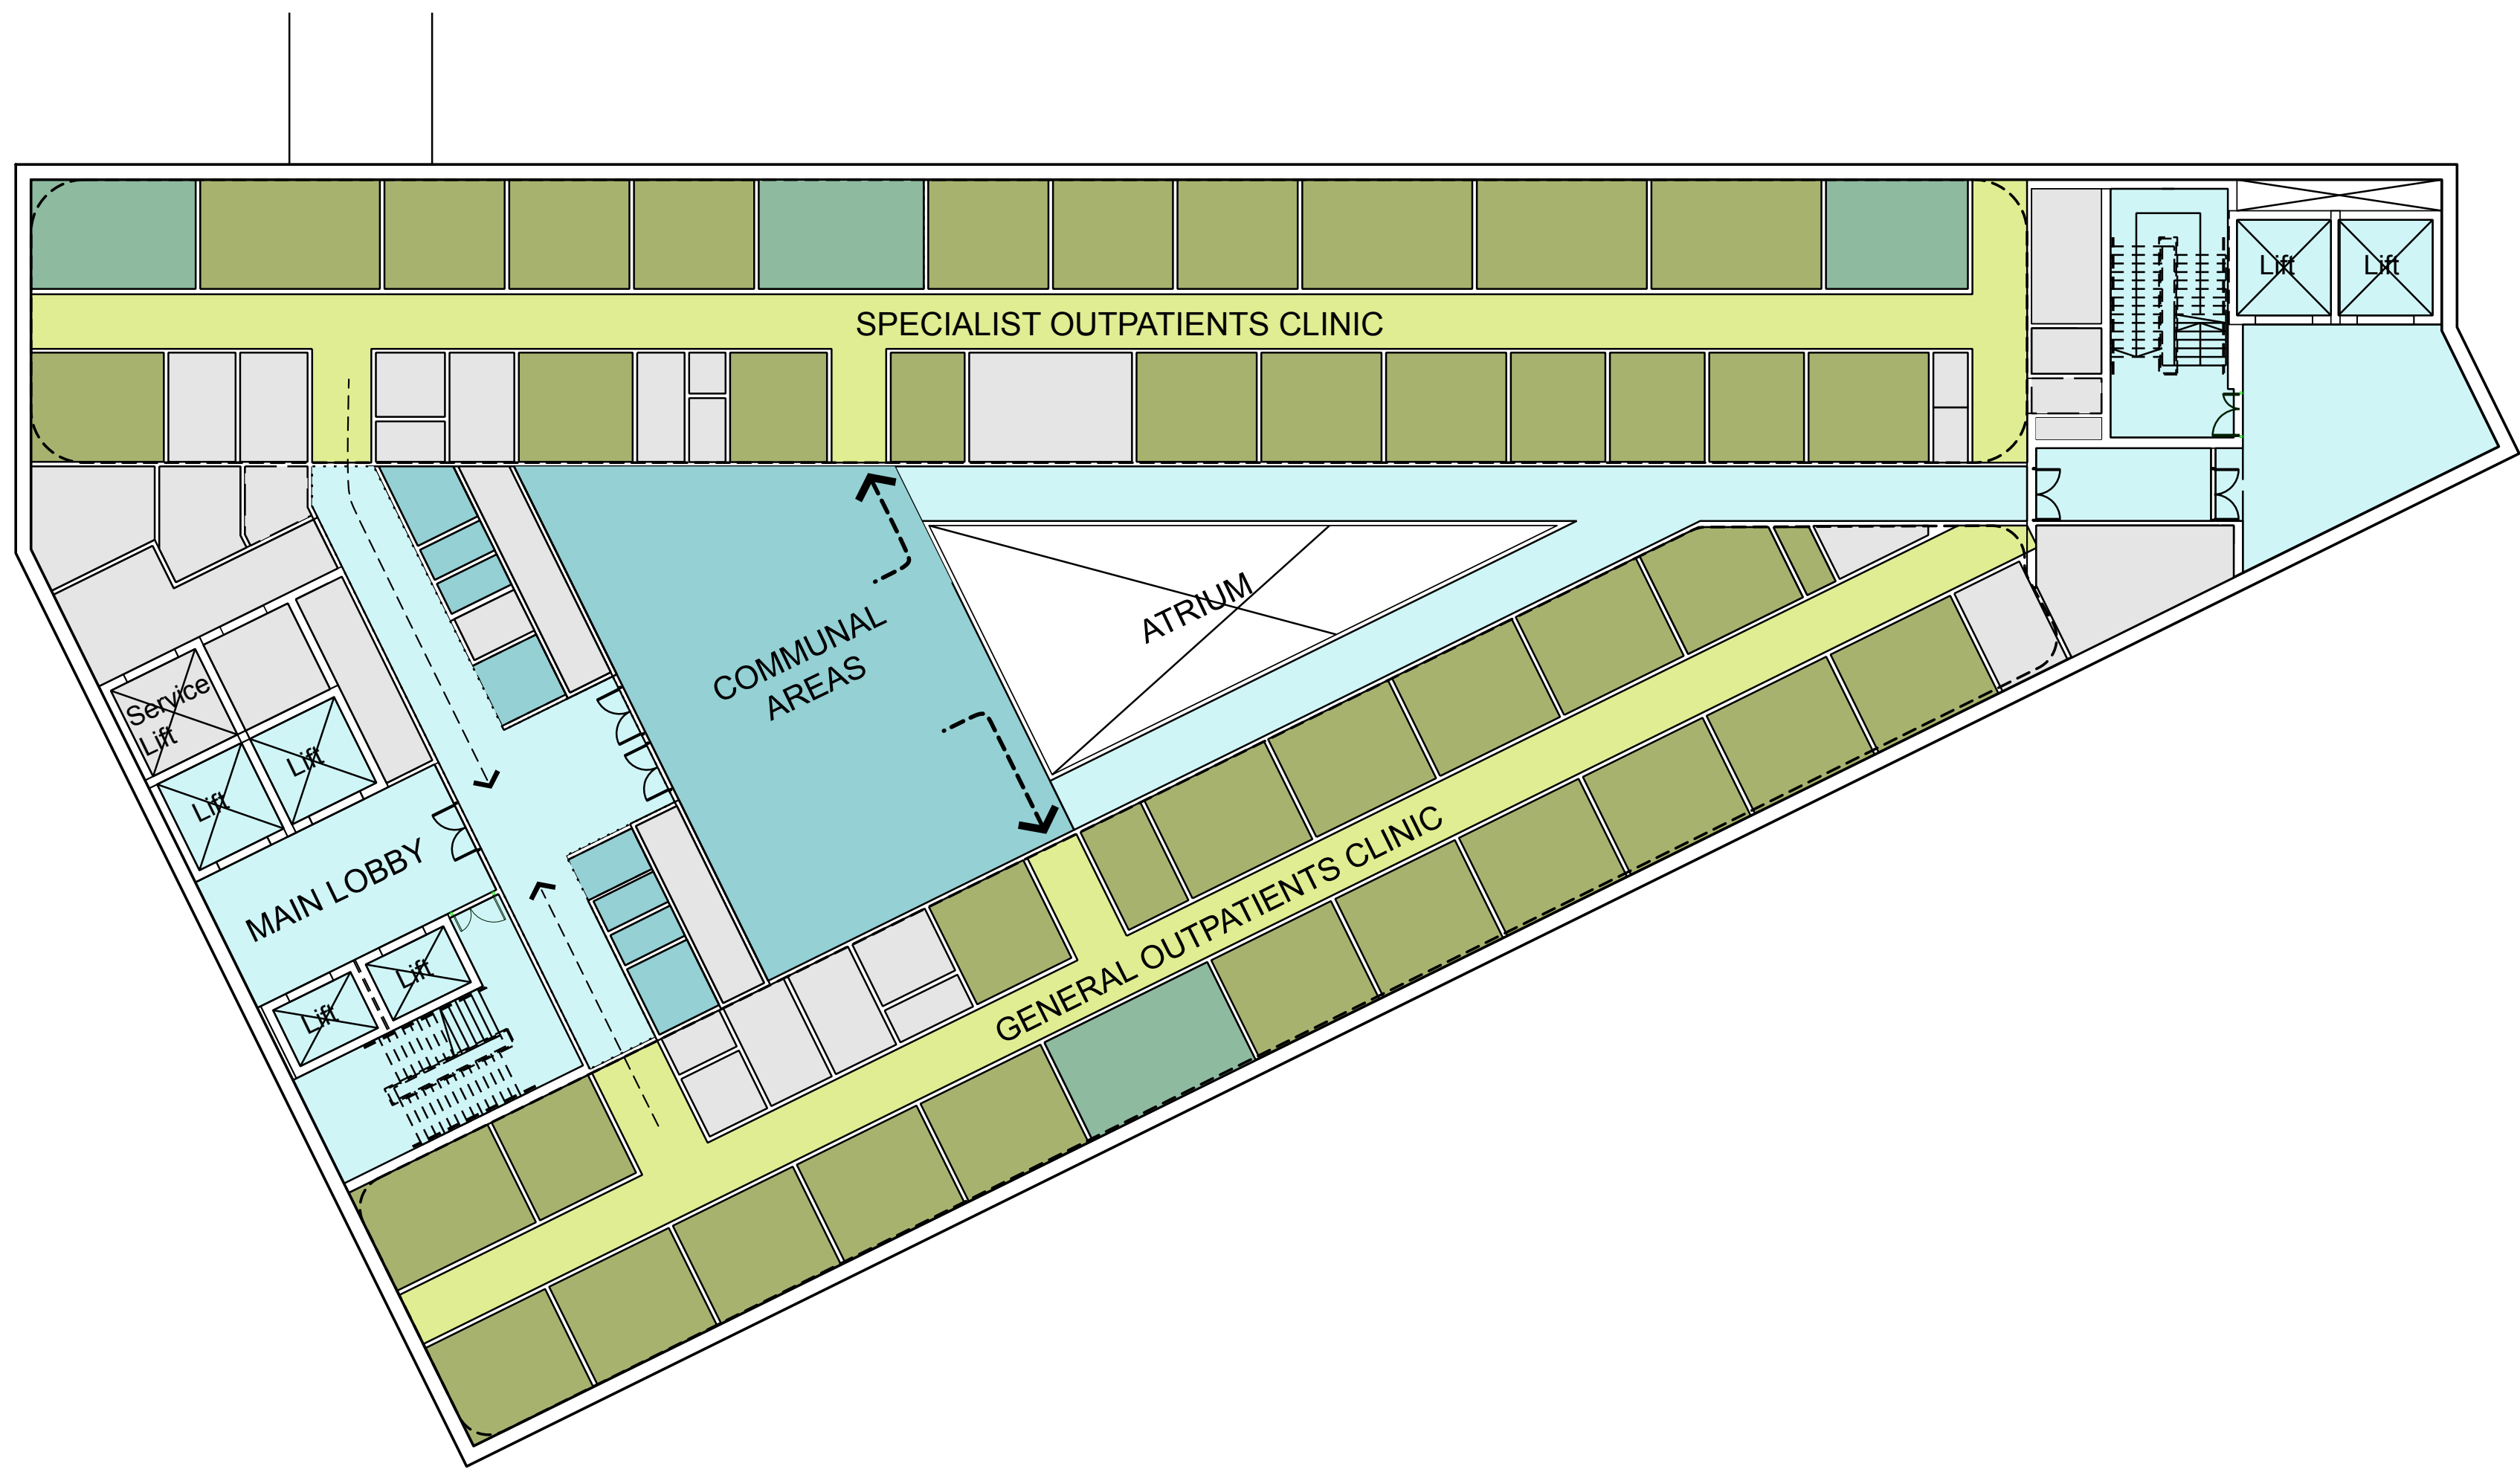 Lift
Lift
SPECIALIST OUTPATIENTS CLINIC
ATRIUM
COMMUNAL
AREAS
Service
Lift
Lift
Lift
MAIN LOBBY
GENERAL OUTPATIENTS CLINIC
Lift
Lift